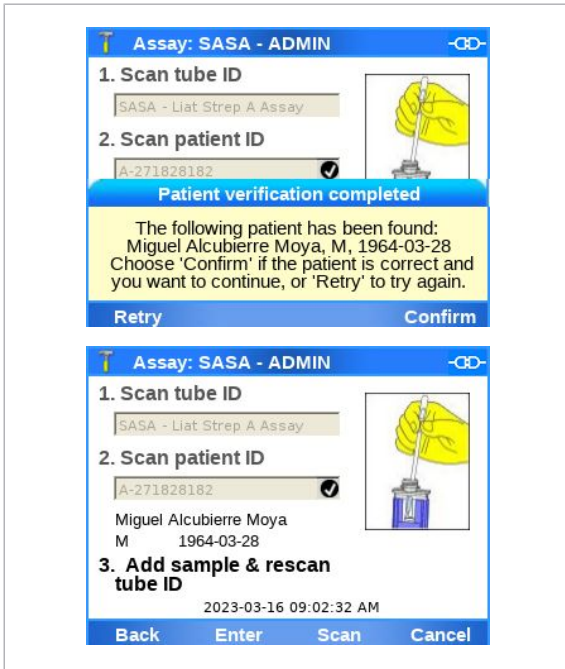 Assay: SASA - ADMIN
1. Scan tube ID
SASA - Liat Strep A Assay
2. Scan patient ID
A-271828182
Patient verification completed
The following patient has been found:
Miguel Alcubierre Moya, M, 1964-03-28
Choose 'Confirm' if the patient is correct and
you want to continue, or 'Retry' to try again.
Retry Confirm
Assay: SASA - ADMIN
1. Scan tube ID
SASA - Liat Strep A Assay
2. Scan patient ID
A-271828182
Miguel Alcubierre Moya
M 1964-03-28
3. Add sample & rescan
tube ID
2023-03-16 09:02:32 AM
Back Enter Scan Cancel